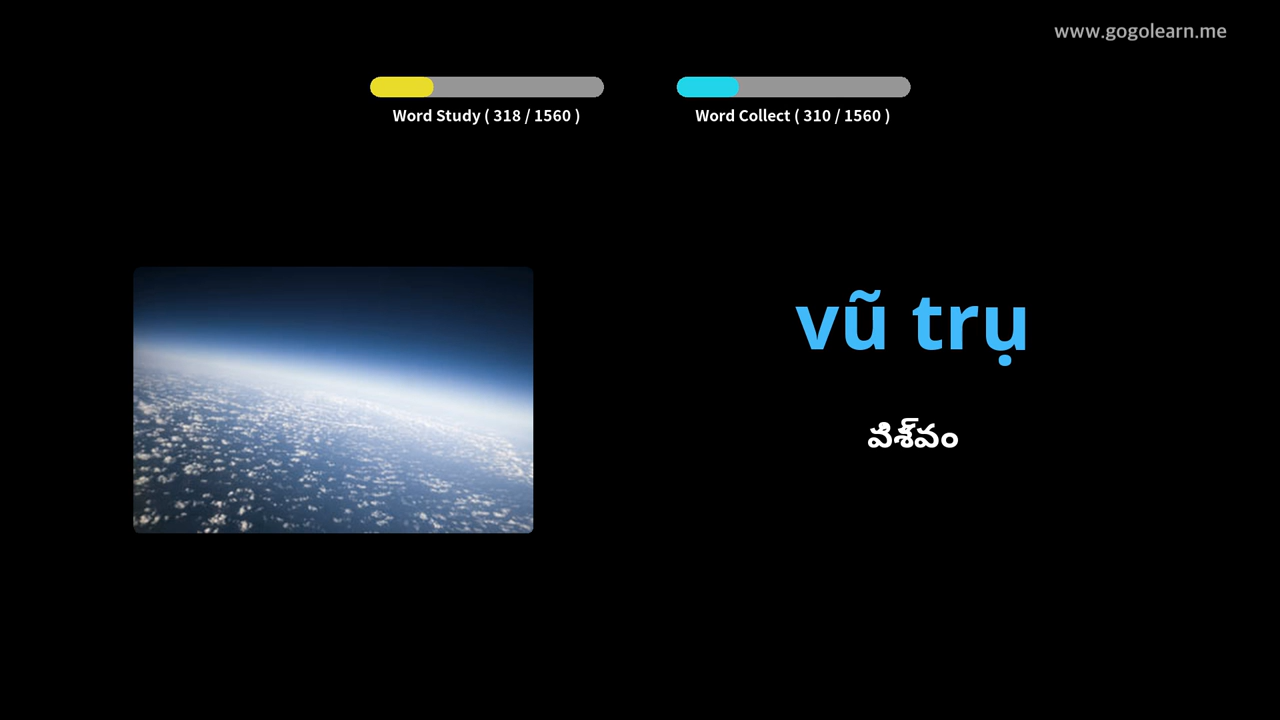 www.gogolearn.me
Word Study ( 318 / 1560 )
Word Collect ( 310 / 1560 )
vũ trụ
విశ్వం